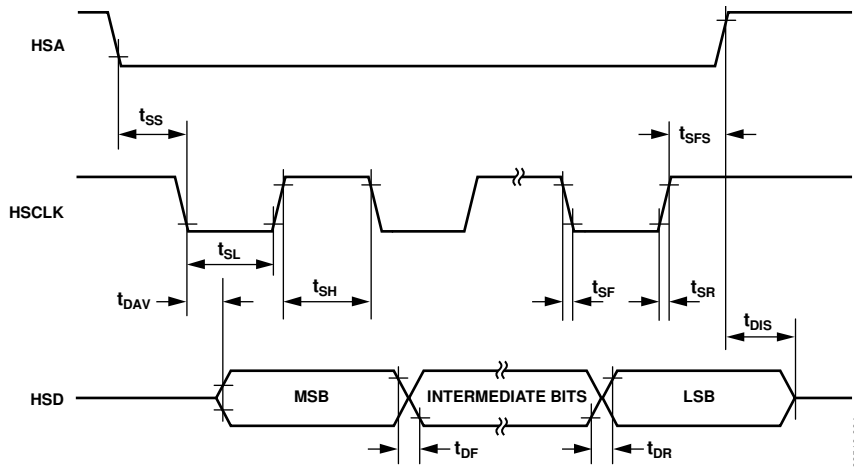 HSA
tSS
tSFS
HSCLK
tSL
tSH
tSF
tSR
tDAV
tDIS
HSD
MSB
INTERMEDIATE BITS
LSB
tDF
tDR